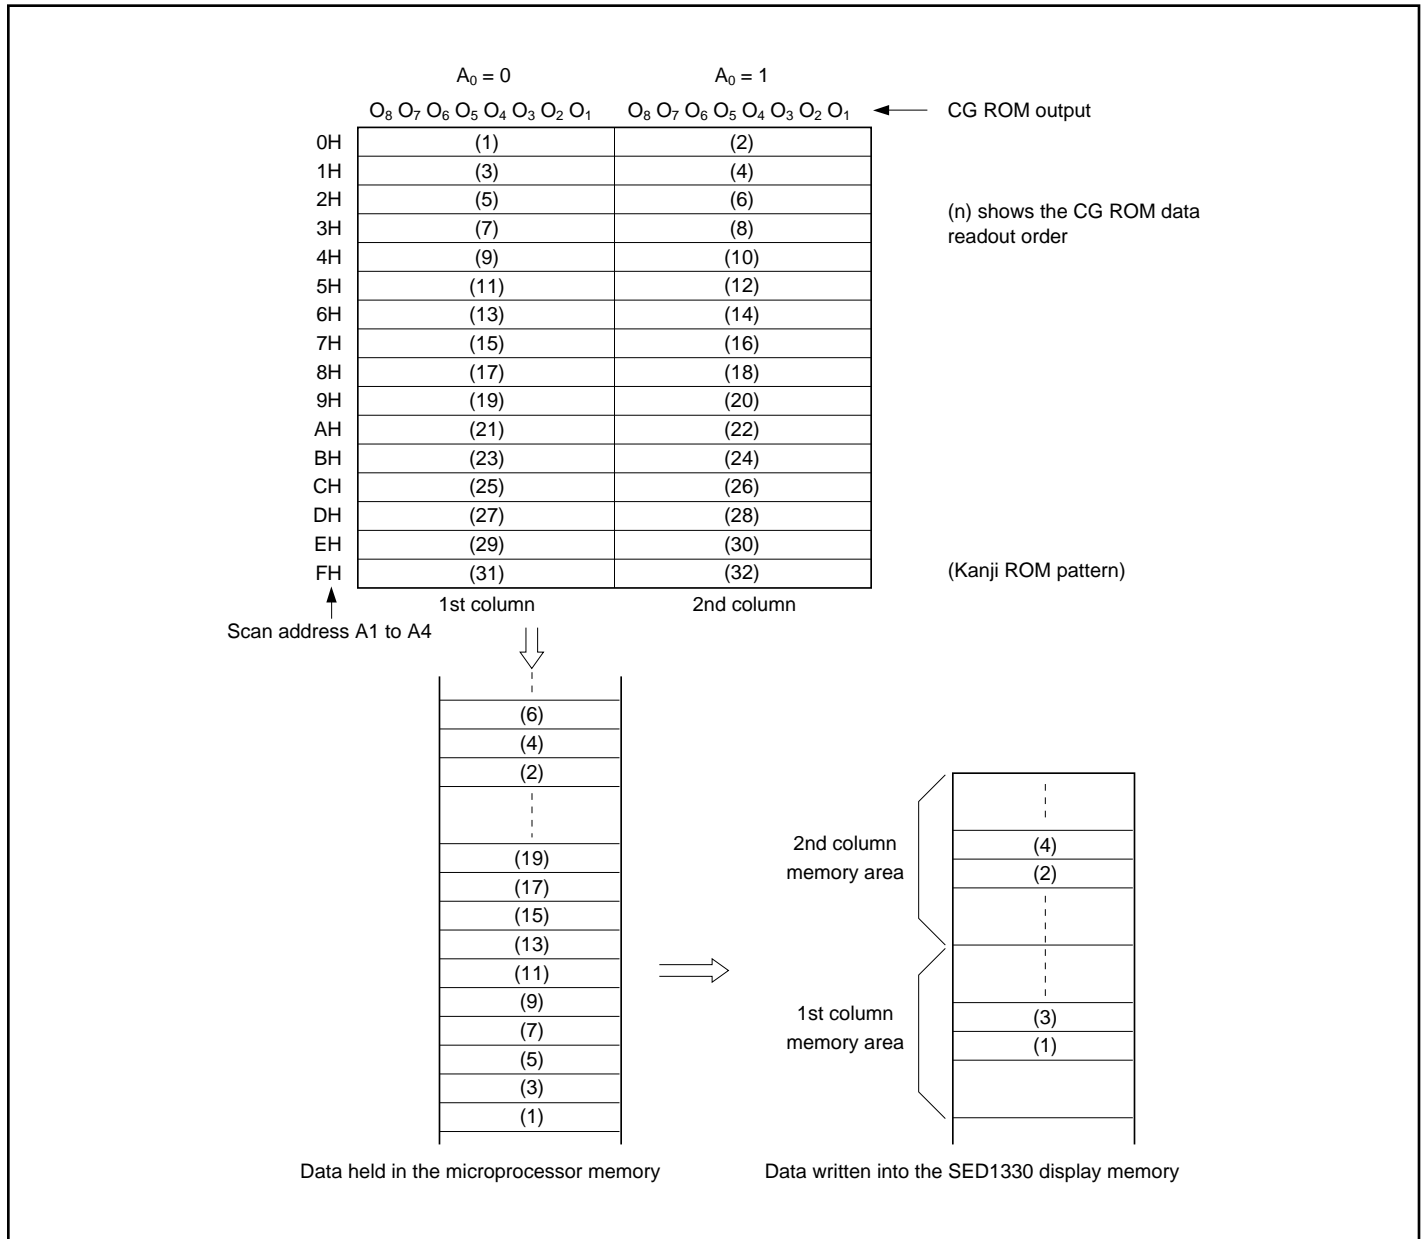 A₀ = 0 A₀ = 1
O₈ O₇ O₆ O₅ O₄ O₃ O₂ O₁ O₈ O₇ O₆ O₅ O₄ O₃ O₂ O₁ CG ROM output
0H (1) (2)
1H (3) (4)
2H (5) (6)
(n) shows the CG ROM data
3H (7) (8)
readout order
4H (9) (10)
5H (11) (12)
6H (13) (14)
7H (15) (16)
8H (17) (18)
9H (19) (20)
AH (21) (22)
BH (23) (24)
CH (25) (26)
DH (27) (28)
EH (29) (30)
FH (31) (32) (Kanji ROM pattern)
1st column 2nd column
Scan address A1 to A4
(6)
(4)
(2)
(19)
(17)
(15)
(13)
(11)
(9)
(7)
(5)
(3)
(1)
Data held in the microprocessor memory
2nd column
memory area
(4)
(2)
1st column
memory area
(3)
(1)
Data written into the SED1330 display memory